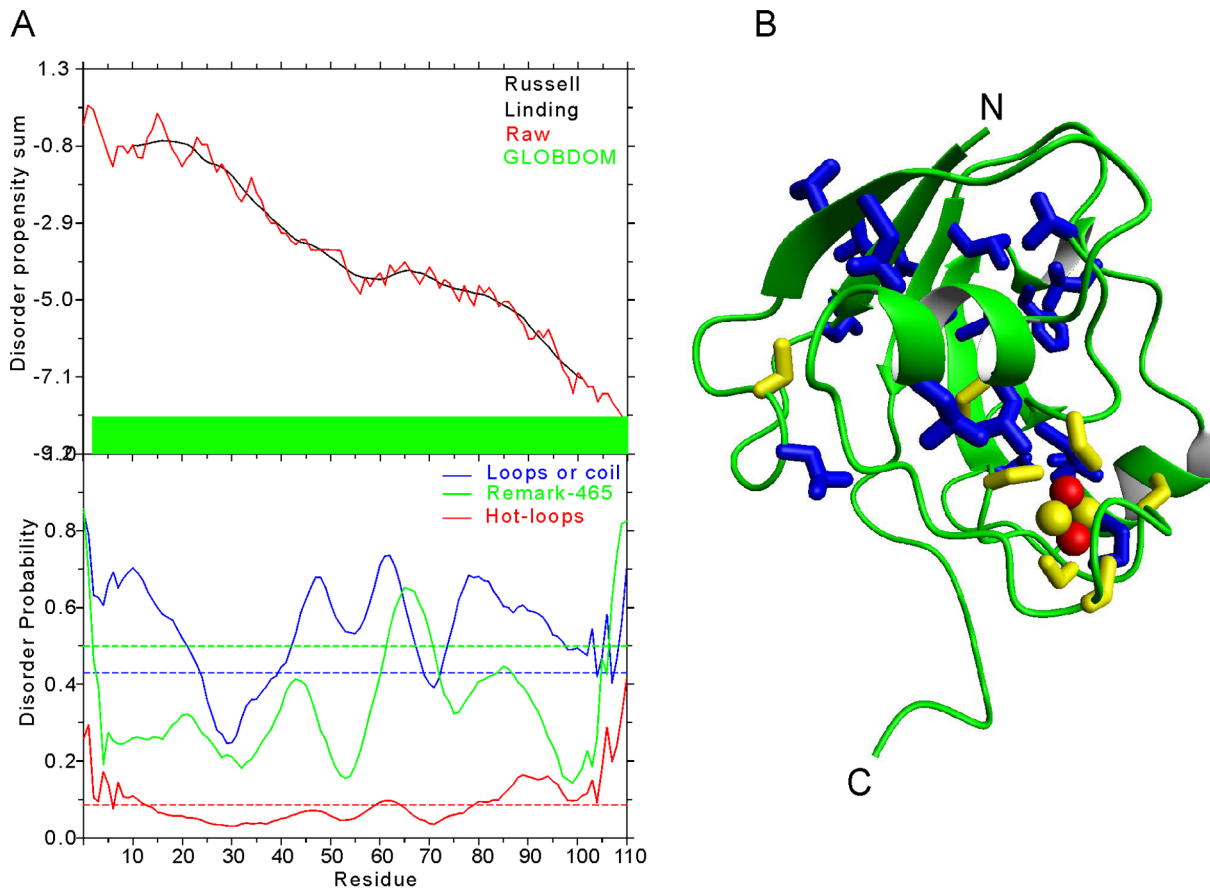 A
B
Disorder propensity sum
1.3
-0.8
-2.9
-5.0
-7.1
Russell
Linding
Raw
GLOBDOM
Disorder Probability
0.8
0.6
0.4
0.2
0.0
Loops or coil
Remark-465
Hot-loops
10 20 30 40 50 60 70 80 90 100 110
Residue
N
C